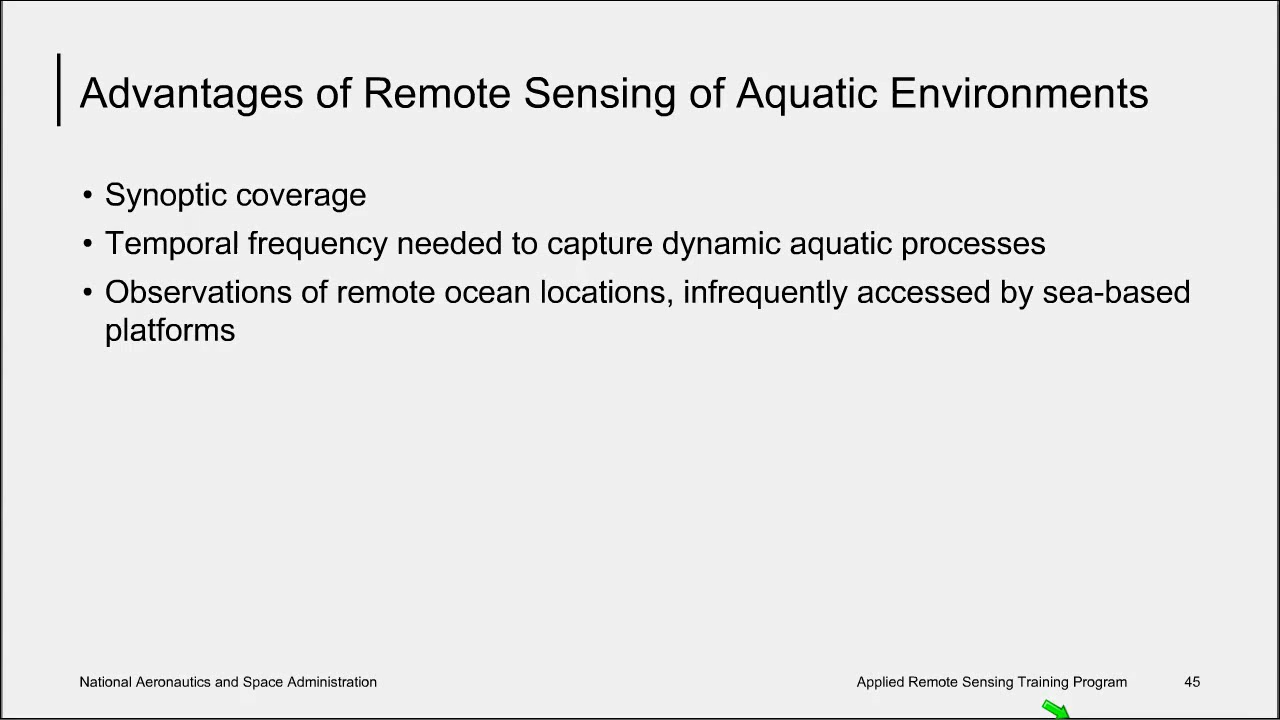 Advantages of Remote Sensing of Aquatic Environments
• Synoptic coverage
• Temporal frequency needed to capture dynamic aquatic processes
• Observations of remote ocean locations, infrequently accessed by sea-based
platforms
National Aeronautics and Space Administration
Applied Remote Sensing Training Program
45